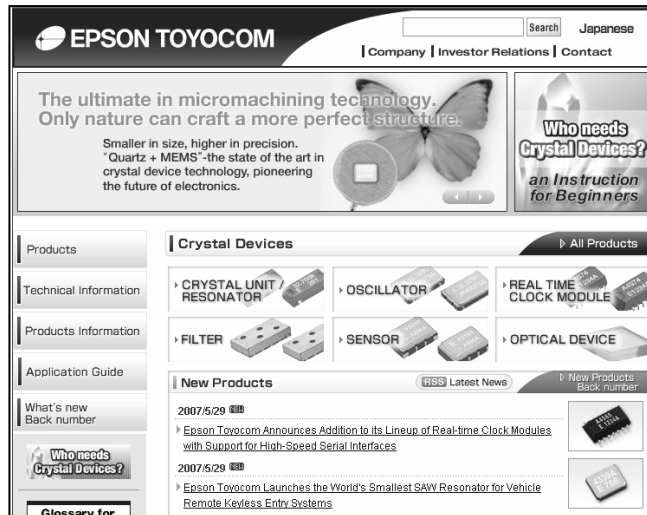 EPSON TOYOCOM
Search
Japanese
Company
Investor Relations
Contact
The ultimate in micromachining technology.
Only nature can craft a more perfect structure.
Smaller in size, higher in precision.
"Quartz + MEMS"-the state of the art in
crystal device technology, pioneering
the future of electronics.
Who needs
Crystal Devices?
an Instruction
for Beginners
Products
Technical Information
Products Information
Application Guide
What's new
Back number
Who needs
Crystal Devices?
Glossary for
Crystal Devices
All Products
CRYSTAL UNIT /
RESONATOR
OSCILLATOR
REAL TIME
CLOCK MODULE
FILTER
SENSOR
OPTICAL DEVICE
New Products
RSS Latest News
New Products
Back number
2007/5/29 NEW
Epson Toyocom Announces Addition to its Lineup of Real-time Clock Modules
with Support for High-Speed Serial Interfaces
2007/5/29 NEW
Epson Toyocom Launches the World's Smallest SAW Resonator for Vehicle
Remote Keyless Entry Systems